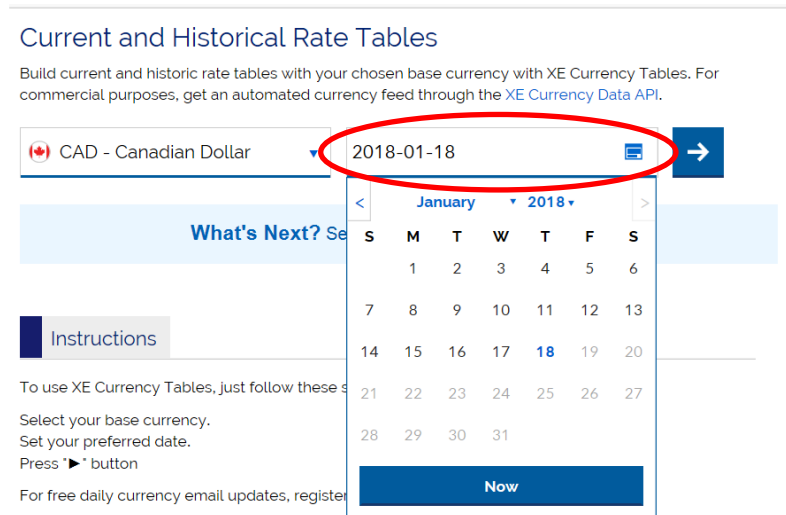 Current and Historical Rate Tables
Build current and historic rate tables with your chosen base currency with XE Currency Tables. For
commercial purposes, get an automated currency feed through the XE Currency Data API.
CAD - Canadian Dollar 2018-01-18
< January 2018 >
What's Next? Se
S M T W T F S
1 2 3 4 5 6
7 8 9 10 11 12 13
14 15 16 17 18 19 20
21 22 23 24 25 26 27
28 29 30 31
Now
Instructions
To use XE Currency Tables, just follow these s
Select your base currency.
Set your preferred date.
Press "►" button
For free daily currency email updates, register